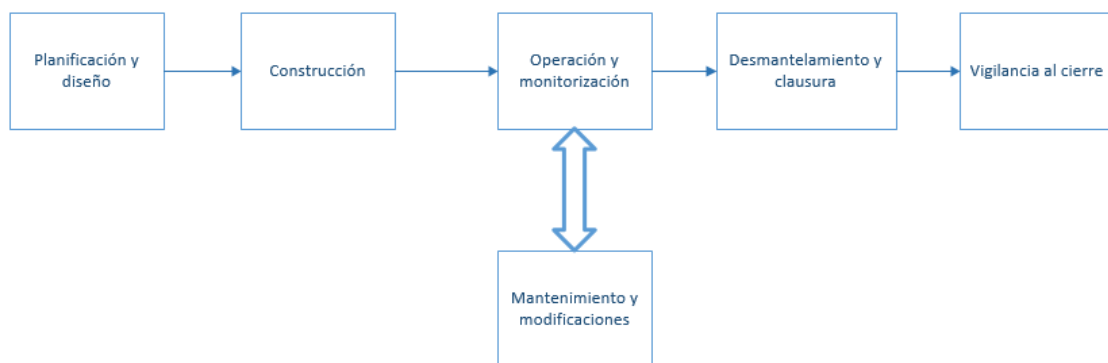 Planificación y
diseño
Construcción
Operación y
monitorización
Desmantelamiento y
clausura
Vigilancia al cierre
Mantenimiento y
modificaciones